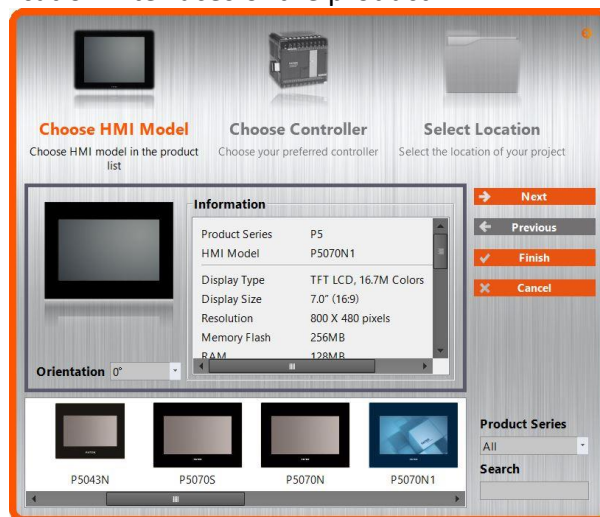 Choose HMI Model
Choose HMI model in the product
list
Choose Controller
Choose your preferred controller
Select Location
Select the location of your project
Information
Product Series P5
HMI Model P5070N1
Display Type TFT LCD, 16.7M Colors
Display Size 7.0" (16:9)
Resolution 800 X 480 pixels
Memory Flash 256MB
RAM 128MB
Orientation 0°
Next
Previous
Finish
Cancel
P5043N
P5070S
P5070N
P5070N1
Product Series
All
Search